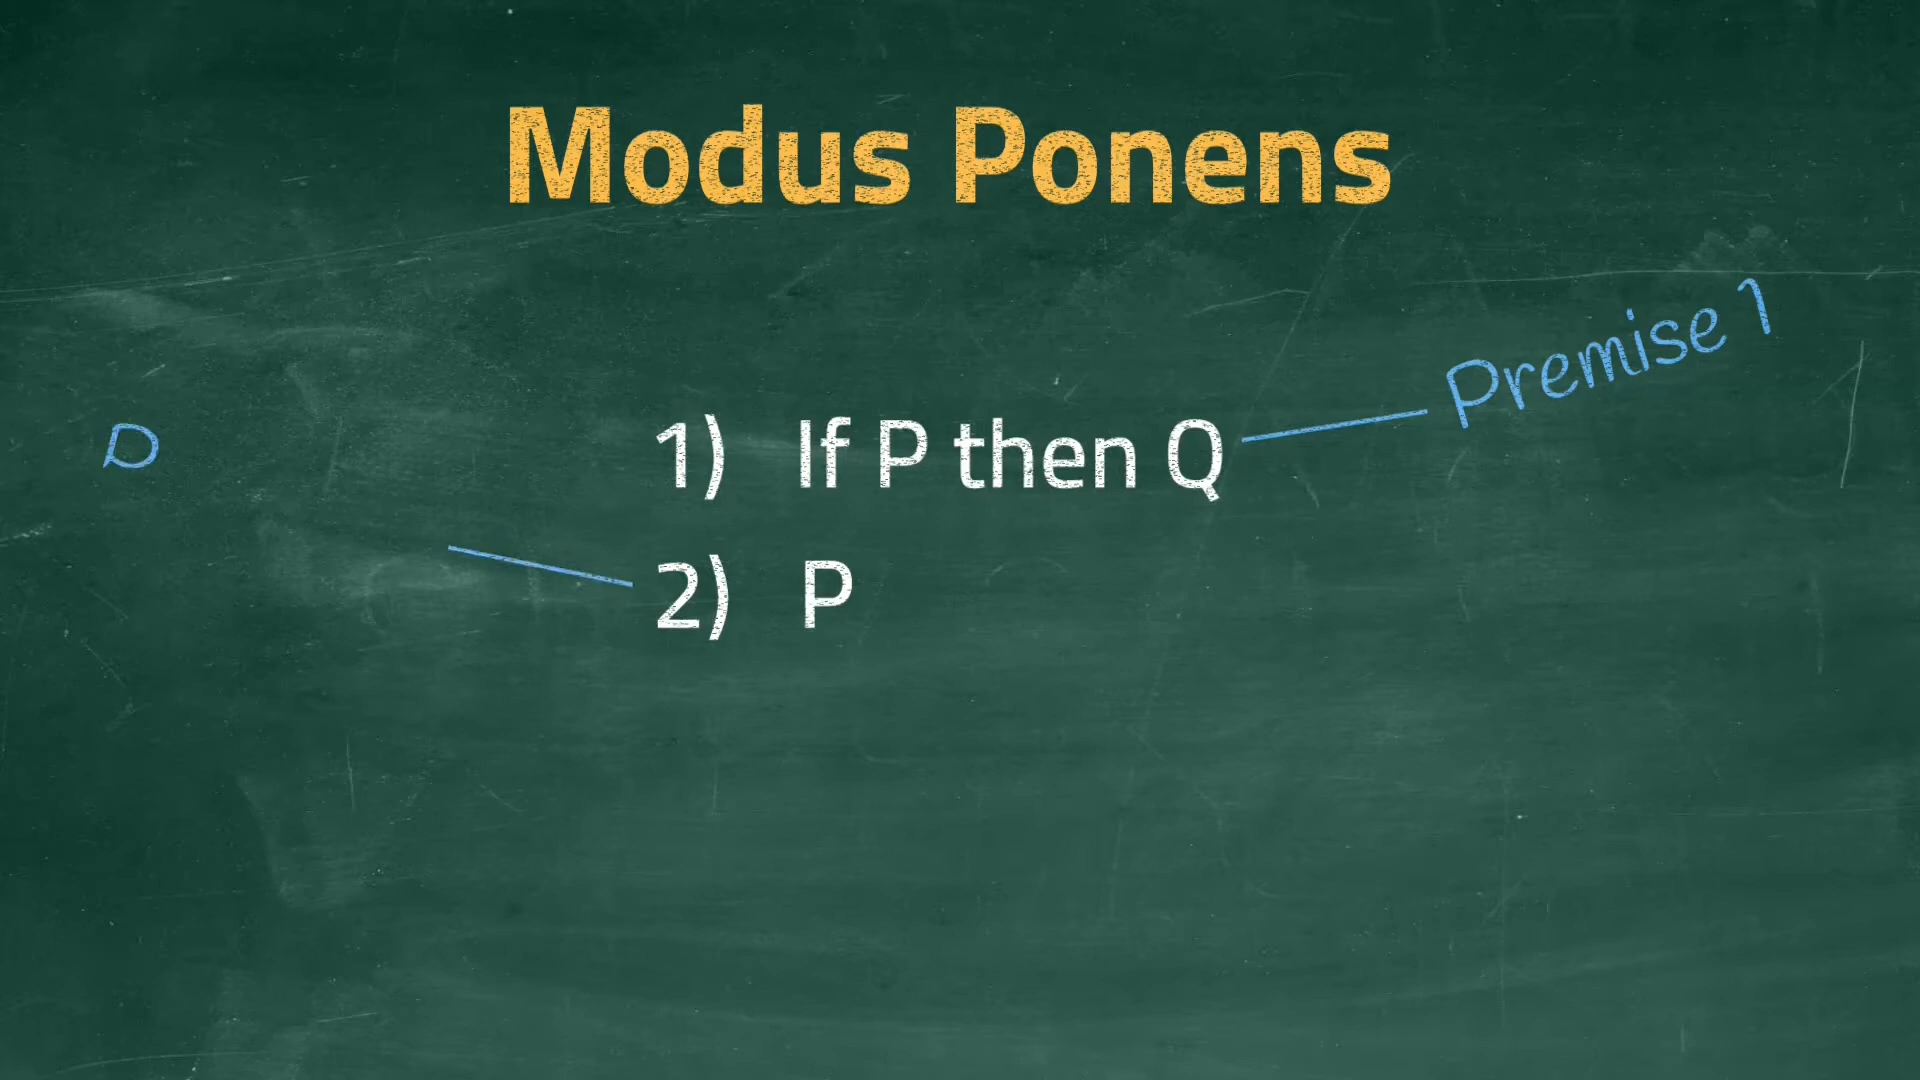 Modus Ponens
Premise 1
1) If P then Q
P
2) P